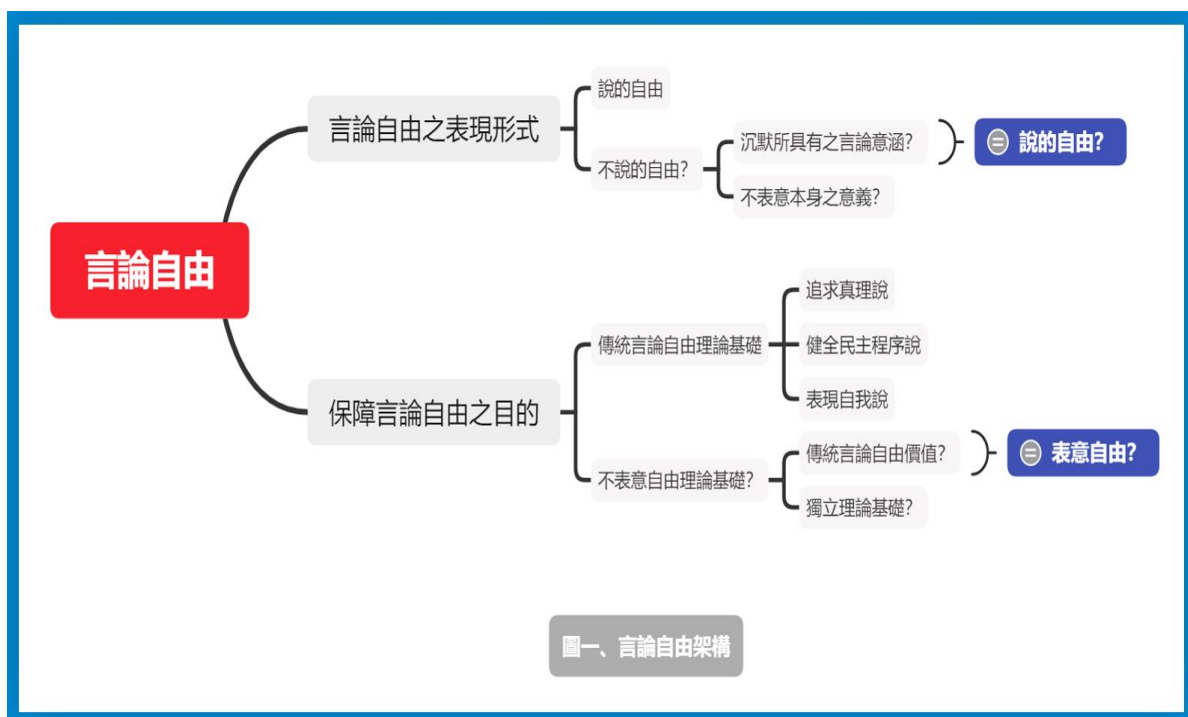 言論自由
言論自由之表現形式
說的自由
不說的自由?
沉默所具有之言論意涵?
說的自由?
不表意本身之意義?
保障言論自由之目的
傳統言論自由理論基礎
追求真理說
健全民主程序說
表現自我說
不表意自由理論基礎?
傳統言論自由價值?
表意自由?
獨立理論基礎?
圖一、言論自由架構